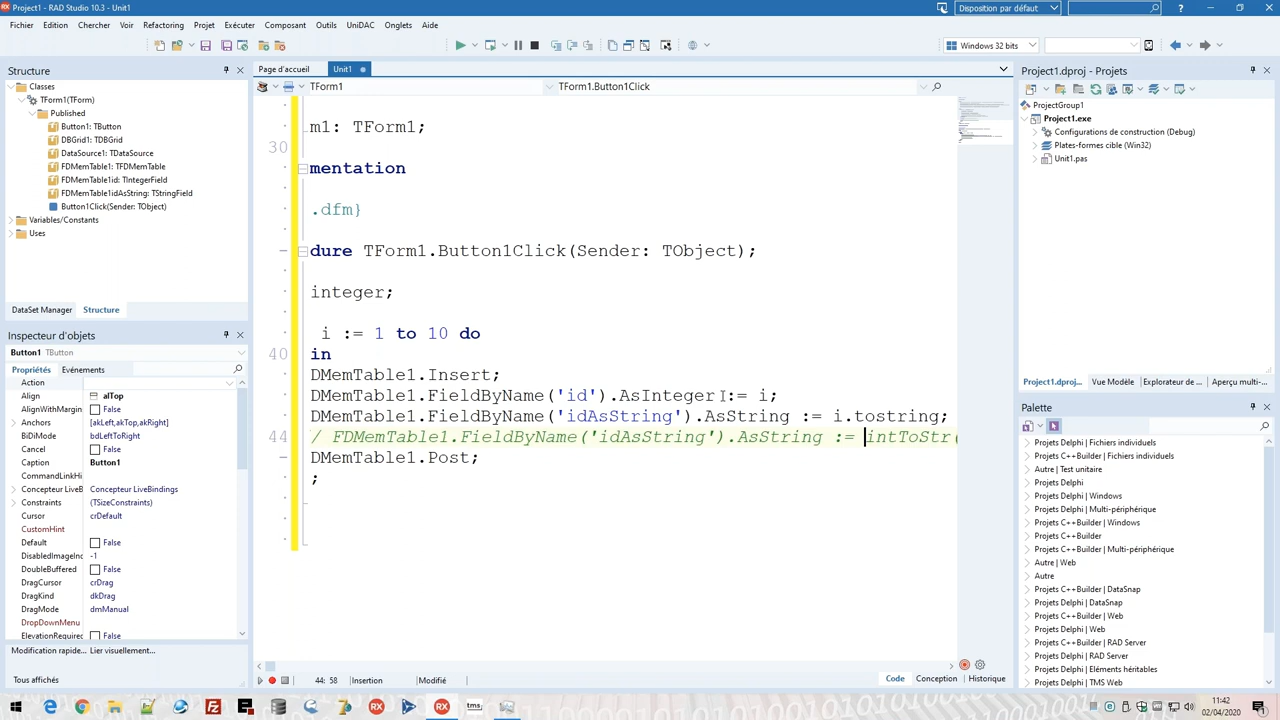 Project1 - RAD Studio 10.3 - Unit1
Disposition par défaut
Fichier Edition Chercher Voir Refactoring Projet Exécuter Composant Outils UniDAC Onglets Aide
Windows 32 bits
Structure
Classes
TForm1(TForm)
Published
Button1: TButton
DBGrid1: TDBGrid
DataSource1: TDataSource
FDMemTable1: TFDMemTable
FDMemTable1id: TIntegerField
FDMemTable1idAsString: TStringField
Button1Click(Sender: TObject)
Variables/Constants
Uses
DataSet Manager Structure
Inspecteur d'objets
Button1 TButton
Propriétés Evénements
Action
Align alTop
AlignWithMargin False
Anchors [akLeft,akTop,akRight]
BiDiMode bdLeftToRight
Cancel False
Caption Button1
CommandLinkHi
Concepteur LiveB Concepteur LiveBindings
Constraints (TSizeConstraints)
Cursor crDefault
CustomHint
Default False
DisabledImageInd -1
DoubleBuffered False
DragCursor crDrag
DragKind dkDrag
DragMode dmManual
DropDownMenu
ElevationRequired False
Modification rapide... Lier visuellement...
Tous affichés
Page d'accueil Unit1
TForm1 TForm1.Button1Click
m1: TForm1;
30
mentation
.dfm}
dure TForm1.Button1Click(Sender: TObject);
integer;
i := 1 to 10 do
40 in
DMemTable1.Insert;
DMemTable1.FieldByName('id').AsInteger := i;
DMemTable1.FieldByName('idAsString').AsString := i.tostring;
44 / FDMemTable1.FieldByName('idAsString').AsString := intToStr(
DMemTable1.Post;
;
44: 58 Insertion Modifié
Code Conception Historique
Project1.dproj - Projets
ProjectGroup1
Project1.exe
Configurations de construction (Debug)
Plates-formes cible (Win32)
Unit1.pas
Project1.dproj... Vue Modèle Explorateur de ... Aperçu multi-...
Palette
Projets Delphi | Fichiers individuels
Projets C++Builder | Fichiers individuels
Autre | Test unitaire
Projets Delphi
Projets Delphi | Windows
Projets Delphi | Multi-périphérique
Projets C++Builder | Windows
Projets C++Builder
Projets C++Builder | Multi-périphérique
Autre | Web
Autre
Projets C++Builder | DataSnap
Projets Delphi | DataSnap
Projets C++Builder | Web
Projets Delphi | Web
Projets C++Builder | RAD Server
Projets Delphi | RAD Server
Projets Delphi | Eléments héritables
Projets Delphi | TMS Web
11:42
02/04/2020